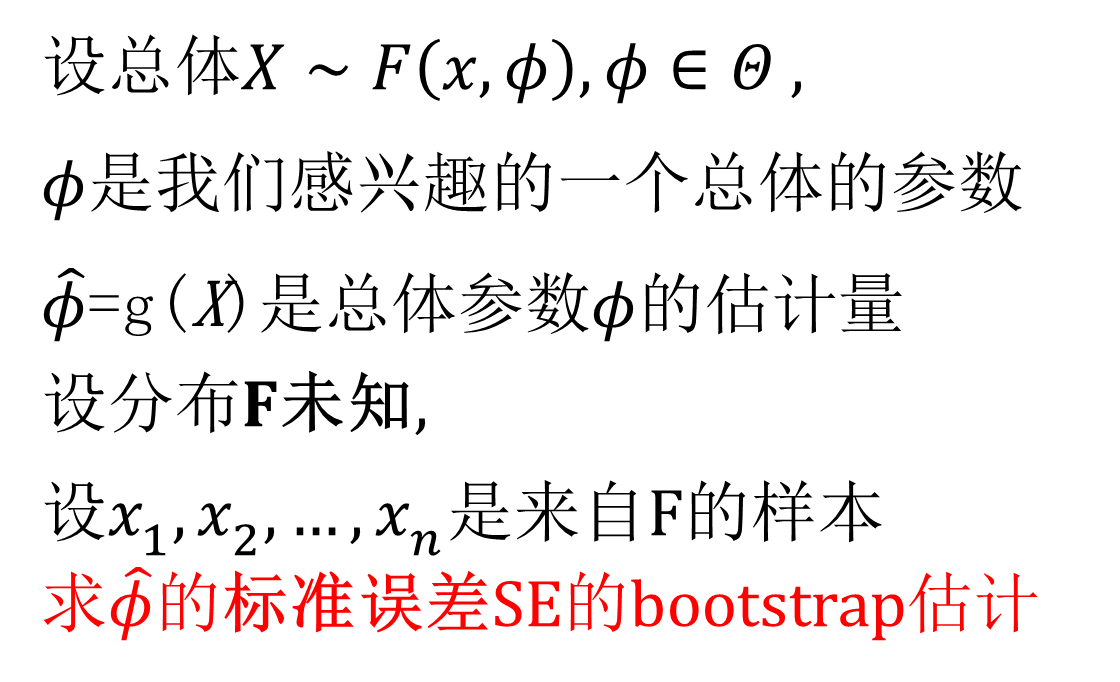 设总体X ~ F(x, ϕ), ϕ ∈ Θ ,
ϕ是我们感兴趣的一个总体的参数
ϕ̂=g(X)是总体参数ϕ的估计量
设分布F未知,
设x₁, x₂, … , xₙ是来自F的样本
求ϕ̂的标准误差SE的bootstrap估计